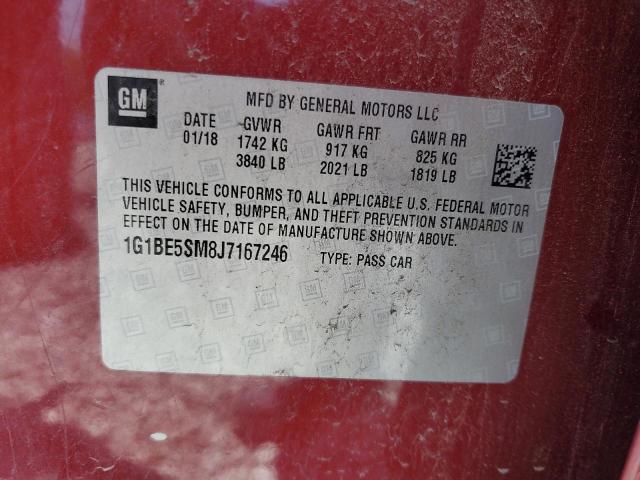 GM®
MFD BY GENERAL MOTORS LLC
DATE GVWR GAWR FRT GAWR RR
01/18 1742 KG 917 KG 825 KG
3840 LB 2021 LB 1819 LB
THIS VEHICLE CONFORMS TO ALL APPLICABLE U.S. FEDERAL MOTOR
VEHICLE SAFETY, BUMPER, AND THEFT PREVENTION STANDARDS IN
EFFECT ON THE DATE OF MANUFACTURE SHOWN ABOVE.
1G1BE5SM8J7167246 TYPE: PASS CAR